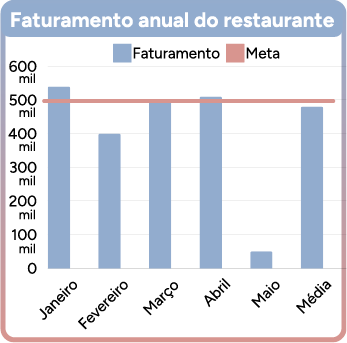 Faturamento anual do restaurante
Faturamento Meta
600
mil
500
mil
400
mil
300
mil
200
mil
100
mil
0
Janeiro Fevereiro Março Abril Maio Média